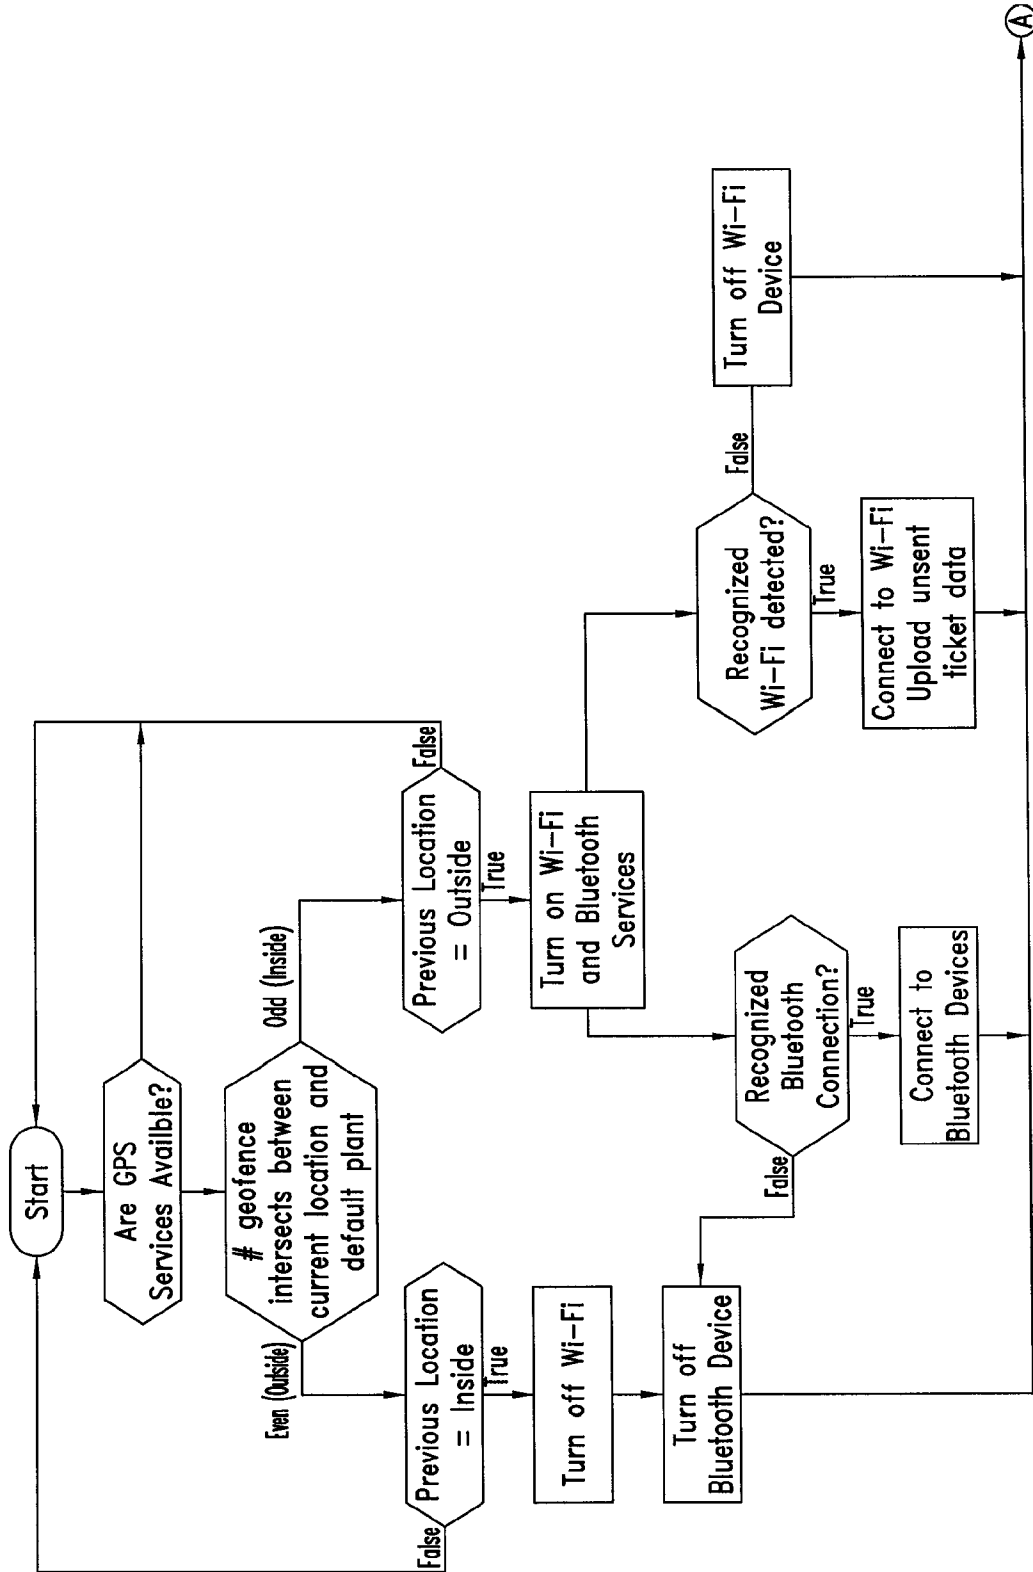 Start
Are GPS
Services Availble?
# geofence
intersects between
current location and
default plant
Even (Outside)
Odd (Inside)
Previous Location
= Inside
False
True
Previous Location
= Outside
False
True
Turn off Wi-Fi
Turn on Wi-Fi
and Bluetooth
Services
Turn off
Bluetooth Device
Recognized
Bluetooth
Connection?
False
True
Recognized
Wi-Fi detected?
False
True
Turn off Wi-Fi
Device
Connect to
Bluetooth Devices
Connect to Wi-Fi
Upload unsent
ticket data
A